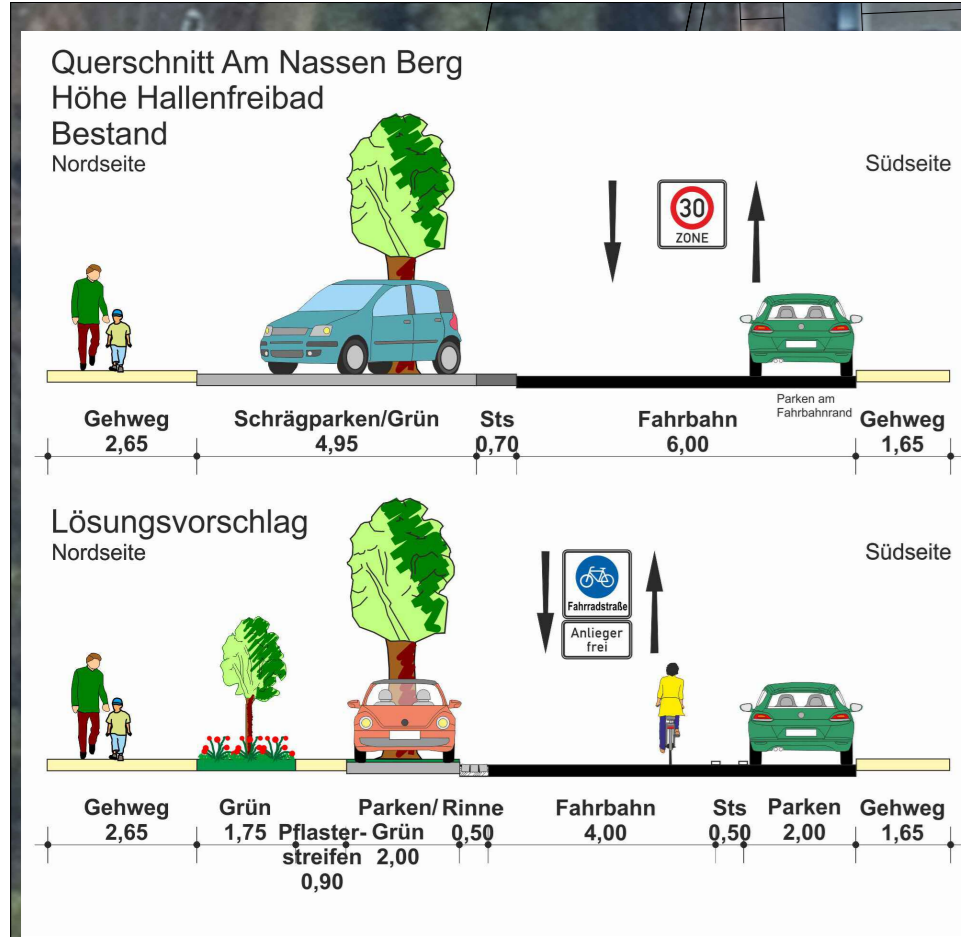 Querschnitt Am Nassen Berg
Höhe Hallenfreibad
Bestand
Nordseite
Südseite
30
ZONE
Parken am
Fahrbahnrand
Gehweg
2,65
Schrägparken/Grün
4,95
Sts
0,70
Fahrbahn
6,00
Gehweg
1,65
Lösungsvorschlag
Nordseite
Südseite
Fahrradstraße
Anlieger
frei
Gehweg
2,65
Grün
1,75
Pflaster-
streifen
0,90
Parken/
Grün
2,00
Rinne
0,50
Fahrbahn
4,00
Sts
0,50
Parken
2,00
Gehweg
1,65